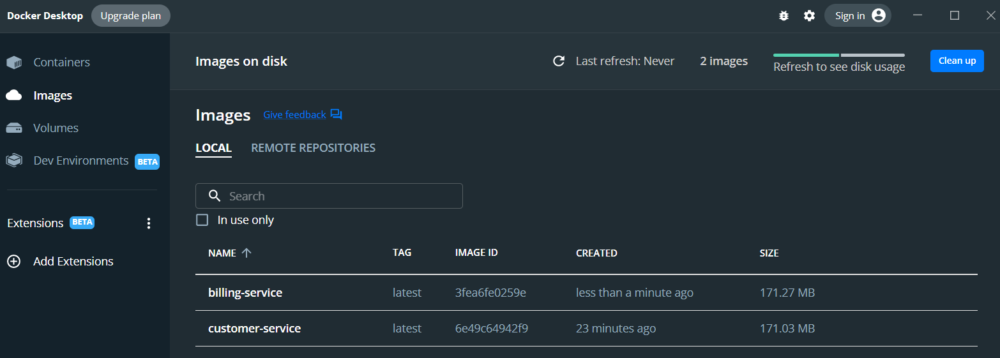 Docker Desktop Upgrade plan Sign in
Containers
Images
Volumes
Dev Environments BETA
Extensions BETA
Add Extensions
Images on disk Last refresh: Never 2 images Refresh to see disk usage Clean up
Images Give feedback
LOCAL REMOTE REPOSITORIES
Search
In use only
NAME TAG IMAGE ID CREATED SIZE
billing-service latest 3fea6fe0259e less than a minute ago 171.27 MB
customer-service latest 6e49c64942f9 23 minutes ago 171.03 MB